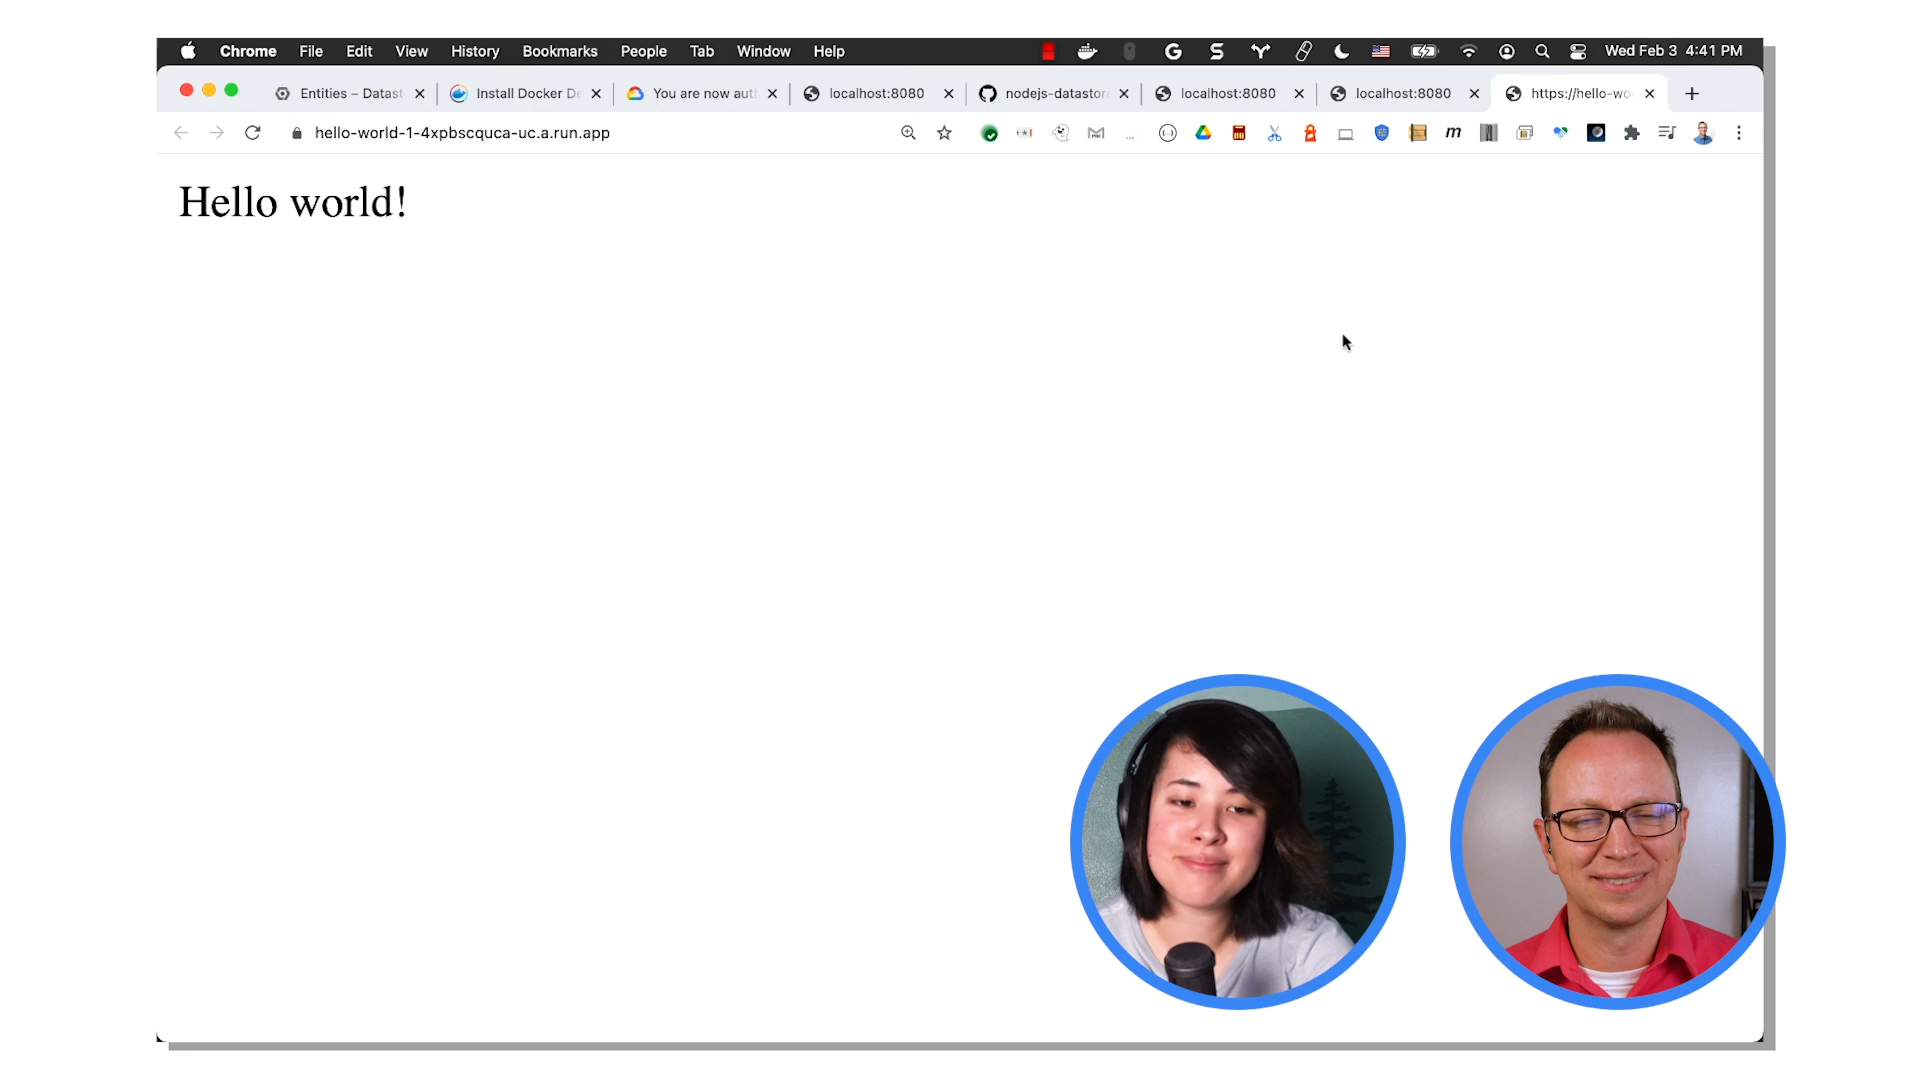 Chrome File Edit View History Bookmarks People Tab Window Help Wed Feb 3 4:41 PM
Entities – Datast Install Docker De You are now aut localhost:8080 nodejs-datastor localhost:8080 localhost:8080 https://hello-wo
hello-world-1-4xpbscquca-uc.a.run.app
Hello world!